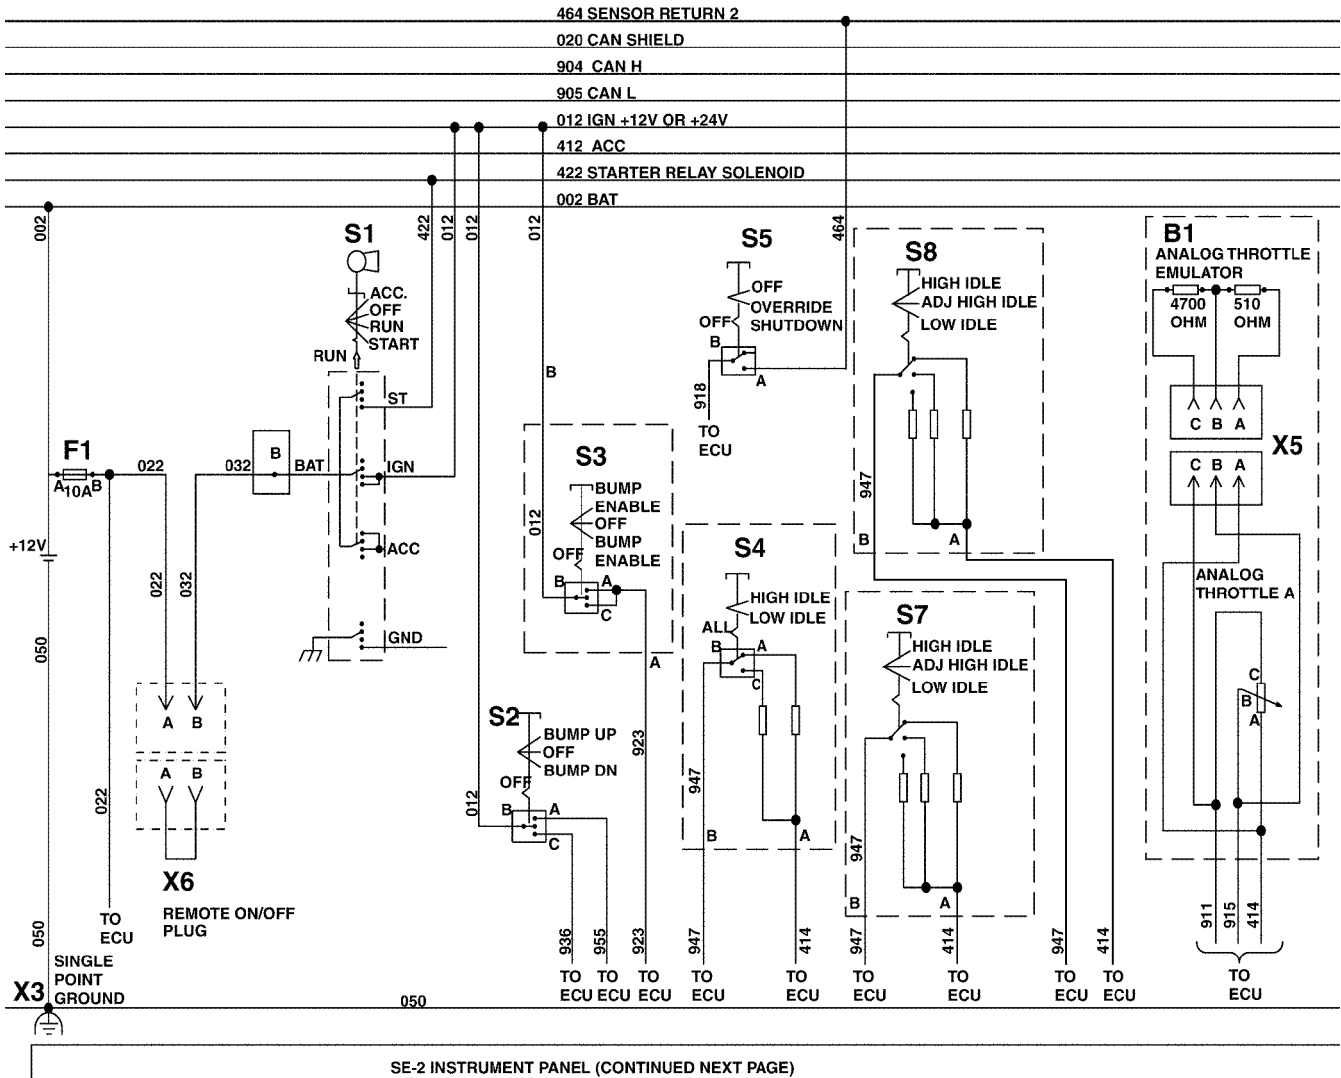 464 SENSOR RETURN 2
020 CAN SHIELD
904 CAN H
905 CAN L
012 IGN +12V OR +24V
412 ACC
422 STARTER RELAY SOLENOID
002 BAT
002
422
012
012
012
464
S1
ACC.
OFF
RUN
START
RUN
ST
BAT
IGN
ACC
GND
F1
A
10A
B
022
032
B
+12V
022
032
050
022
050
A
B
A
B
X6
REMOTE ON/OFF
PLUG
TO
ECU
SINGLE
POINT
GROUND
X3
050
B
S3
BUMP
ENABLE
OFF
BUMP
ENABLE
OFF
012
B
A
C
A
923
S2
BUMP UP
OFF
BUMP DN
OFF
012
B
A
C
936
955
923
TO
ECU
TO
ECU
TO
ECU
S5
OFF
OVERRIDE
SHUTDOWN
OFF
B
A
918
TO
ECU
S4
HIGH IDLE
LOW IDLE
ALL
B
A
C
947
B
A
947
414
TO
ECU
TO
ECU
S8
HIGH IDLE
ADJ HIGH IDLE
LOW IDLE
947
B
A
S7
HIGH IDLE
ADJ HIGH IDLE
LOW IDLE
947
B
A
947
414
TO
ECU
TO
ECU
947
414
TO
ECU
TO
ECU
B1
ANALOG THROTTLE
EMULATOR
4700
OHM
510
OHM
C B A
X5
C B A
ANALOG
THROTTLE A
C
B
A
911
915
414
TO
ECU
SE-2 INSTRUMENT PANEL (CONTINUED NEXT PAGE)